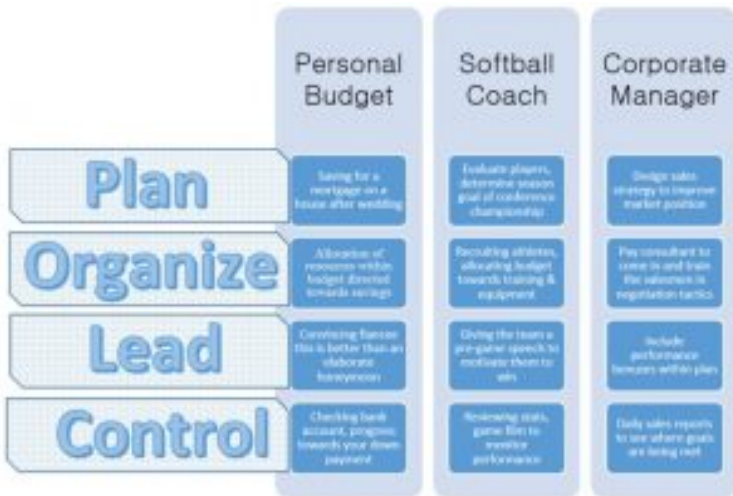 Personal
Budget
Softball
Coach
Corporate
Manager
Plan
Saving for a
mortgage on a
house after wedding
Evaluate players,
determine season
goal of conference
championship
Design sales
strategy to improve
market position
Organize
Allocation of
resources within
budget directed
towards savings
Recruiting athletes,
allocating budget
towards training &
equipment
Pay consultant to
come in and train
the salesmen in
negotiation tactics
Lead
Convincing fiancee
this is better than an
elaborate
honeymoon
Giving the team a
pre-game speech to
motivate them to
win
Include
performance
bonuses within plan
Control
Checking bank
account, progress
towards your down
payment
Reviewing stats,
game film to
monitor
performance
Daily sales reports
to see where goals
are being met